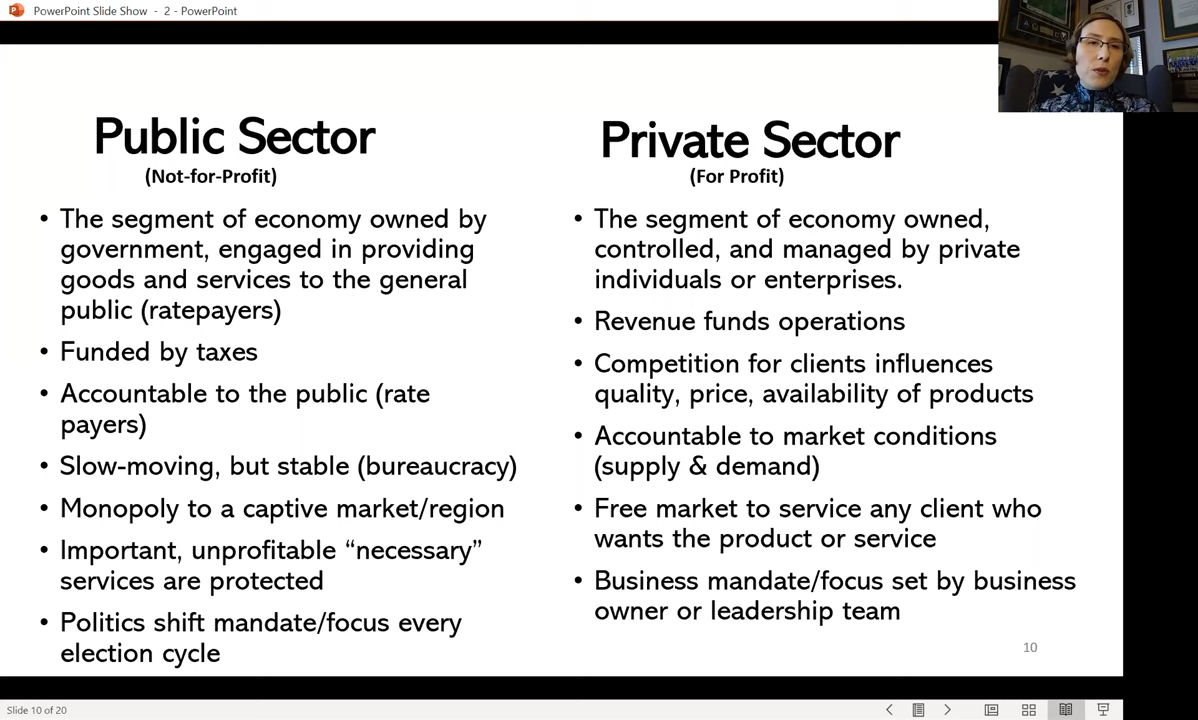 PowerPoint Slide Show - 2 - PowerPoint
Public Sector
(Not-for-Profit)
• The segment of economy owned by
government, engaged in providing
goods and services to the general
public (ratepayers)
• Funded by taxes
• Accountable to the public (rate
payers)
• Slow-moving, but stable (bureaucracy)
• Monopoly to a captive market/region
• Important, unprofitable “necessary”
services are protected
• Politics shift mandate/focus every
election cycle
Private Sector
(For Profit)
• The segment of economy owned,
controlled, and managed by private
individuals or enterprises.
• Revenue funds operations
• Competition for clients influences
quality, price, availability of products
• Accountable to market conditions
(supply & demand)
• Free market to service any client who
wants the product or service
• Business mandate/focus set by business
owner or leadership team
10
Slide 10 of 20